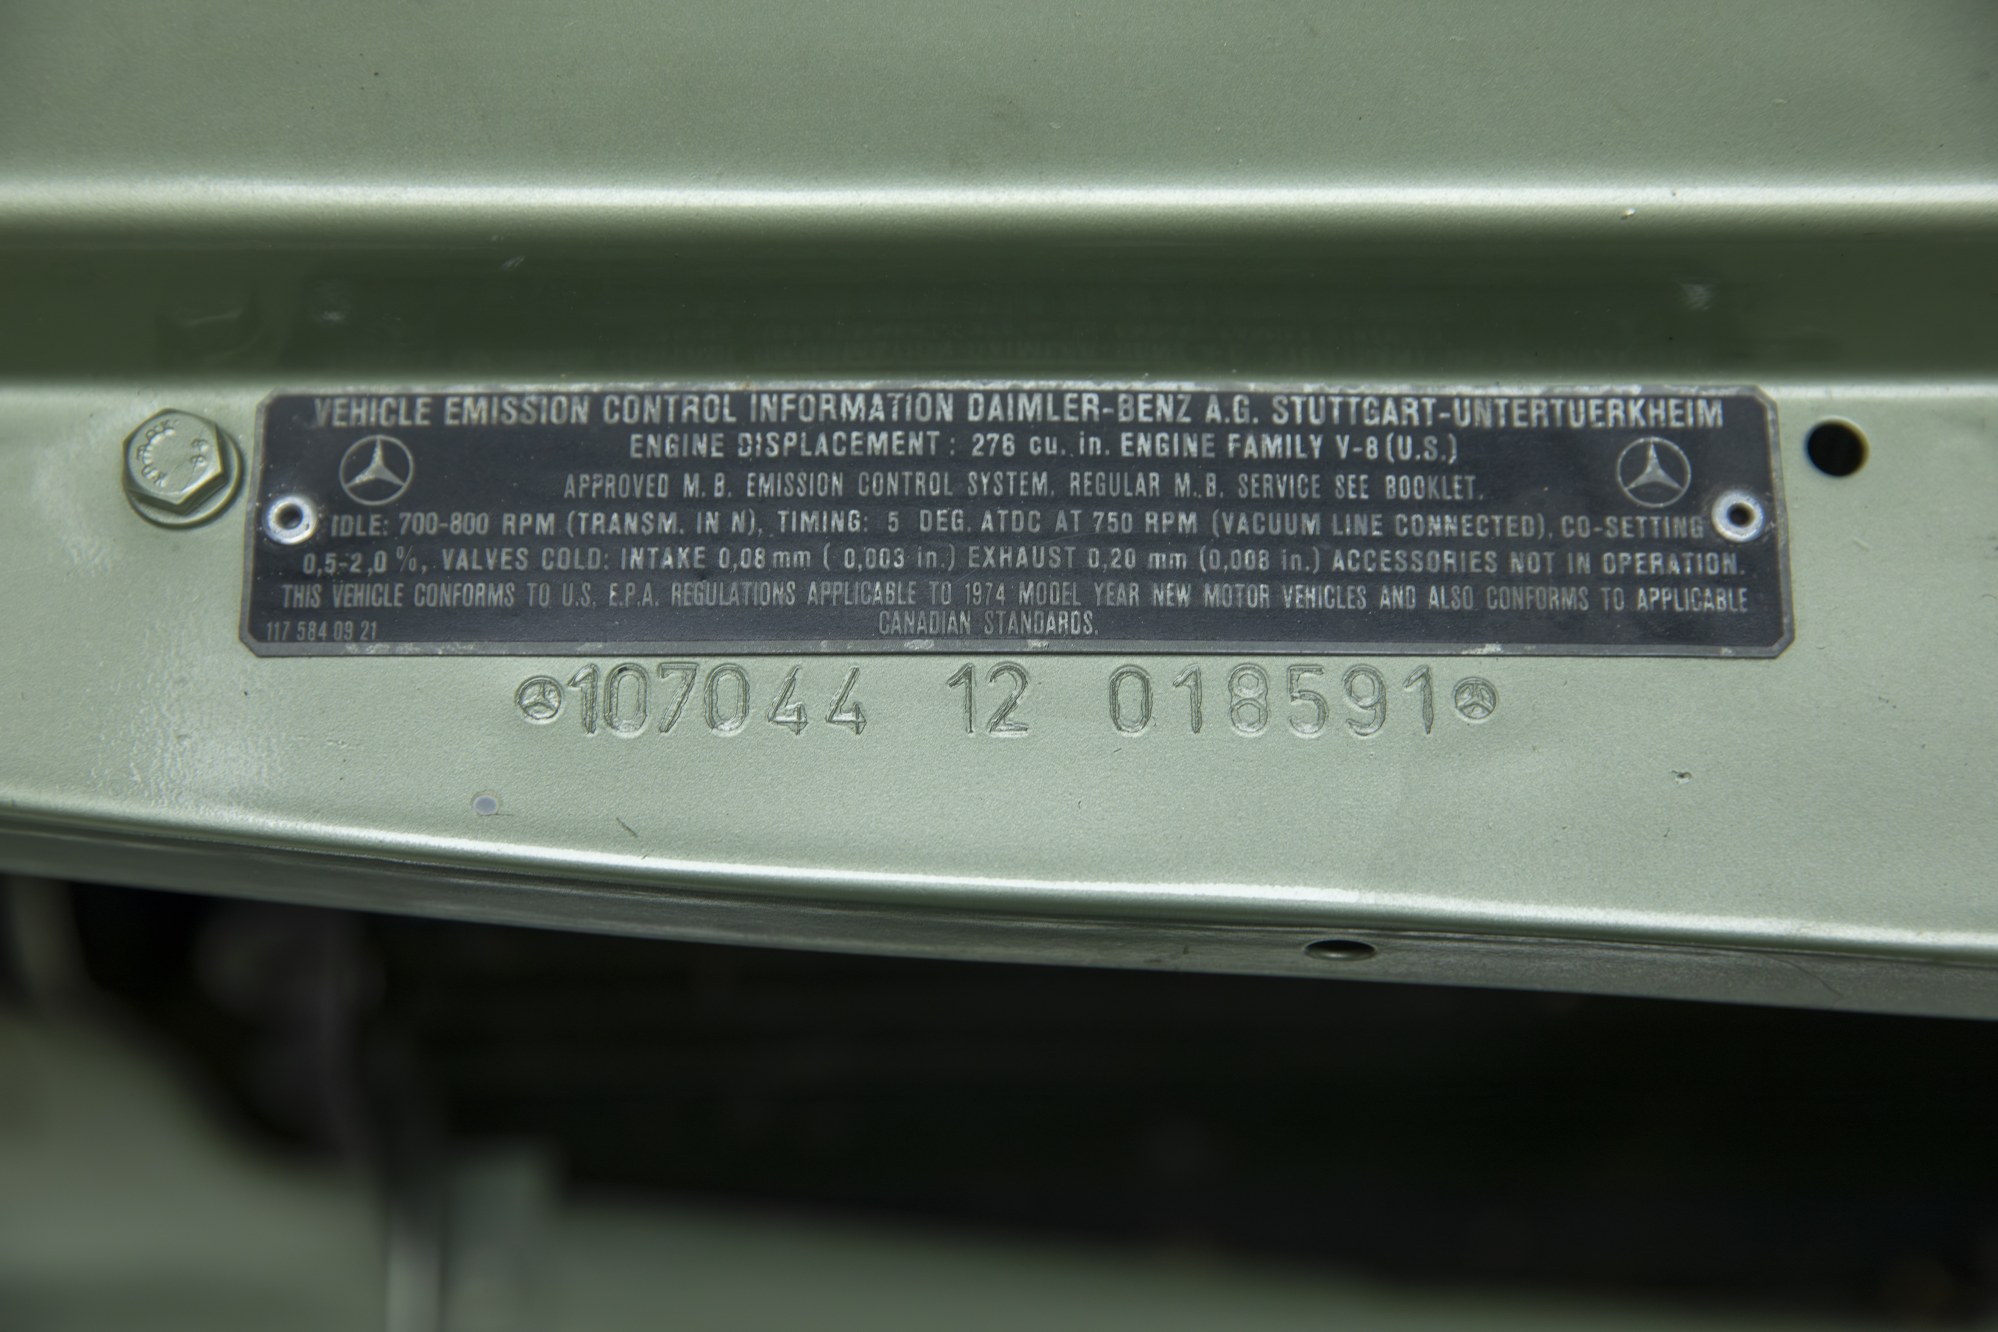 VEHICLE EMISSION CONTROL INFORMATION DAIMLER-BENZ A.G. STUTTGART-UNTERTUERKHEIM
ENGINE DISPLACEMENT: 276 cu. in. ENGINE FAMILY V-8 (U.S.)
APPROVED M.B. EMISSION CONTROL SYSTEM. REGULAR M.B. SERVICE SEE BOOKLET.
IDLE: 700-800 RPM (TRANSM. IN N), TIMING: 5 DEG. ATDC AT 750 RPM (VACUUM LINE CONNECTED), CO-SETTING
0,5-2,0 %, VALVES COLD: INTAKE 0,08 mm (0,003 in.) EXHAUST 0,20 mm (0,008 in.) ACCESSORIES NOT IN OPERATION.
THIS VEHICLE CONFORMS TO U.S. E.P.A. REGULATIONS APPLICABLE TO 1974 MODEL YEAR NEW MOTOR VEHICLES AND ALSO CONFORMS TO APPLICABLE
CANADIAN STANDARDS.
117 584 09 21
107044 12 018591